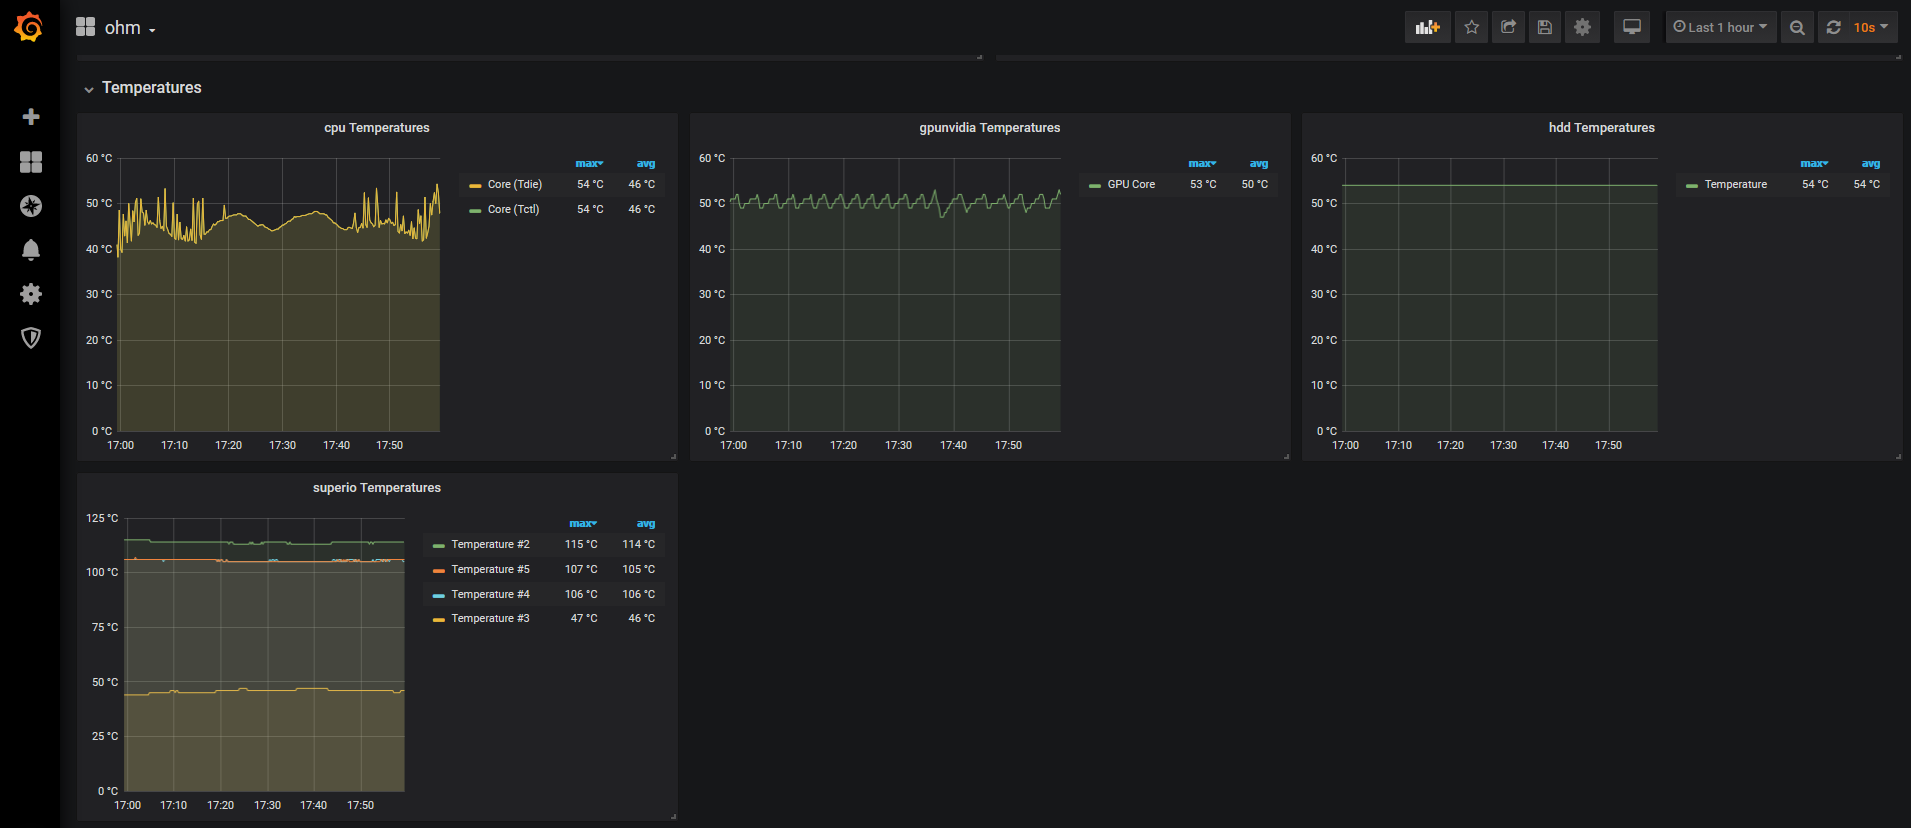 ohm
Last 1 hour
10s
Temperatures
cpu Temperatures
60 °C
50 °C
40 °C
30 °C
20 °C
10 °C
0 °C
17:00 17:10 17:20 17:30 17:40 17:50
max avg
Core (Tdie) 54 °C 46 °C
Core (Tctl) 54 °C 46 °C
gpunvidia Temperatures
60 °C
50 °C
40 °C
30 °C
20 °C
10 °C
0 °C
17:00 17:10 17:20 17:30 17:40 17:50
max avg
GPU Core 53 °C 50 °C
hdd Temperatures
60 °C
50 °C
40 °C
30 °C
20 °C
10 °C
0 °C
17:00 17:10 17:20 17:30 17:40 17:50
max avg
Temperature 54 °C 54 °C
superio Temperatures
125 °C
100 °C
75 °C
50 °C
25 °C
0 °C
17:00 17:10 17:20 17:30 17:40 17:50
max avg
Temperature #2 115 °C 114 °C
Temperature #5 107 °C 105 °C
Temperature #4 106 °C 106 °C
Temperature #3 47 °C 46 °C